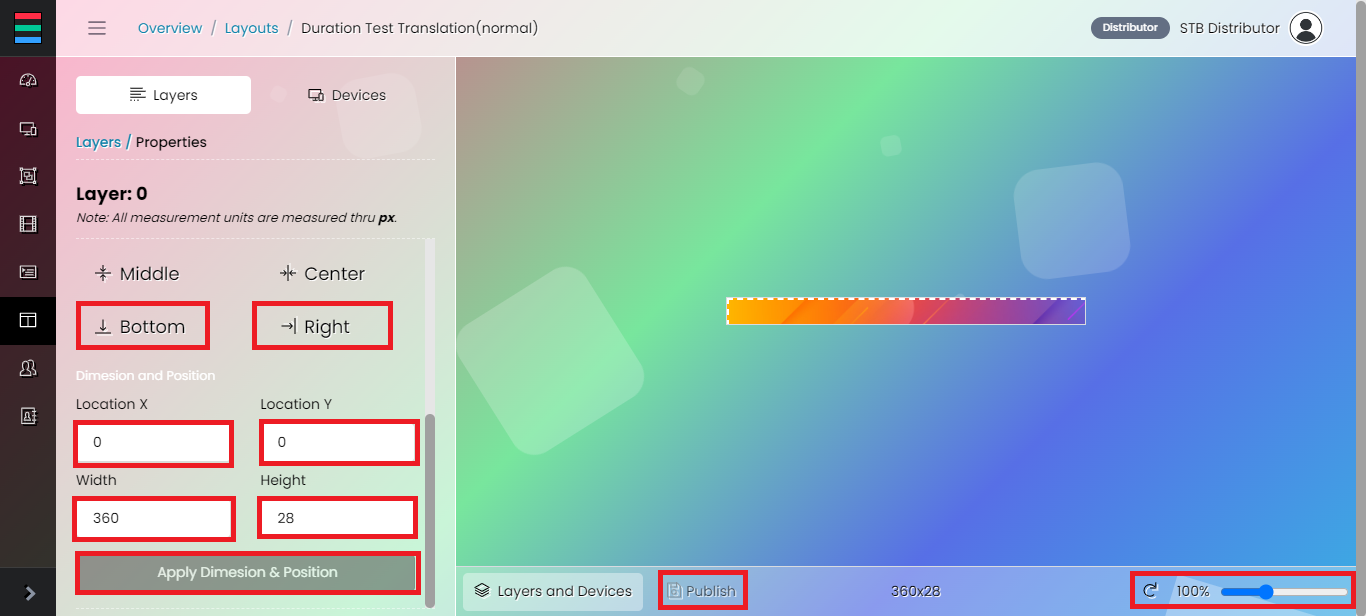 Overview / Layouts / Duration Test Translation(normal)
Distributor STB Distributor
Layers Devices
Layers / Properties
Layer: 0
Note: All measurement units are measured thru px.
Middle Center
Bottom Right
Dimesion and Position
Location X Location Y
0 0
Width Height
360 28
Apply Dimesion & Position
Layers and Devices Publish 360x28 100%